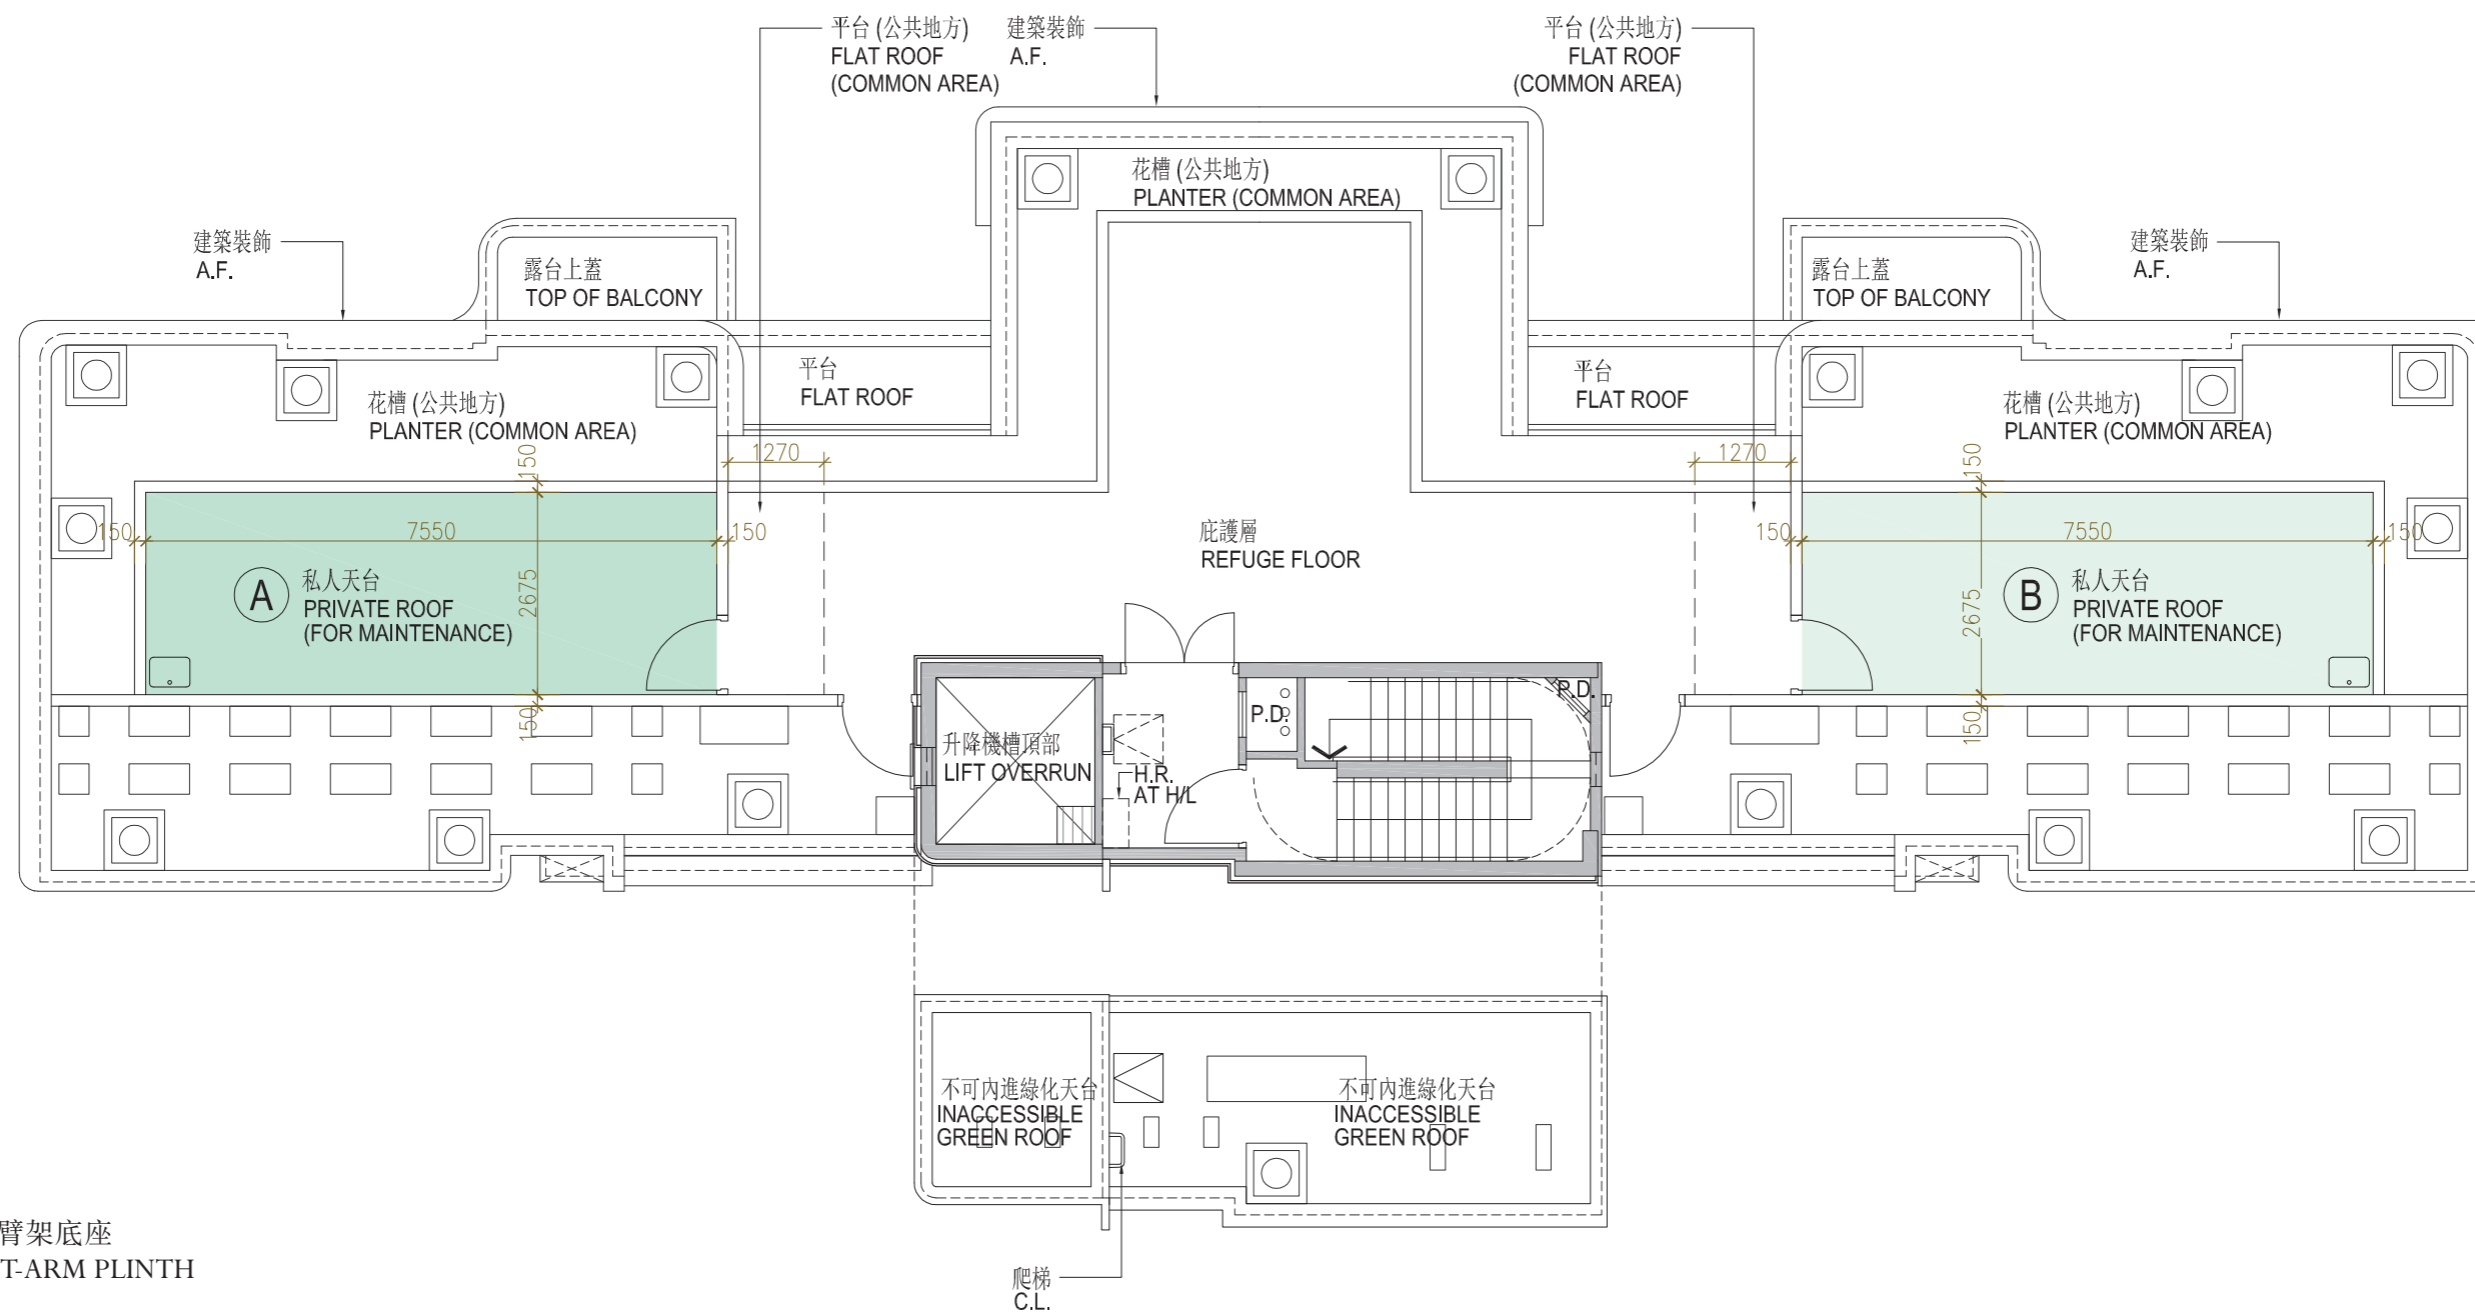 平台 (公共地方)
FLAT ROOF
(COMMON AREA)
建築裝飾
A.F.
平台 (公共地方)
FLAT ROOF
(COMMON AREA)
花槽 (公共地方)
PLANTER (COMMON AREA)
建築裝飾
A.F.
露台上蓋
TOP OF BALCONY
露台上蓋
TOP OF BALCONY
建築裝飾
A.F.
平台
FLAT ROOF
平台
FLAT ROOF
花槽 (公共地方)
PLANTER (COMMON AREA)
花槽 (公共地方)
PLANTER (COMMON AREA)
150
1270
1270
150
150
7550
150
150
7550
150
庇護層
REFUGE FLOOR
A
私人天台
PRIVATE ROOF
(FOR MAINTENANCE)
2675
2675
B
私人天台
PRIVATE ROOF
(FOR MAINTENANCE)
150
150
P.D.
P.D.
升降機槽頂部
LIFT OVERRUN
H.R.
AT H/L
不可內進綠化天台
INACCESSIBLE
GREEN ROOF
不可內進綠化天台
INACCESSIBLE
GREEN ROOF
臂架底座
T-ARM PLINTH
爬梯
C.L.